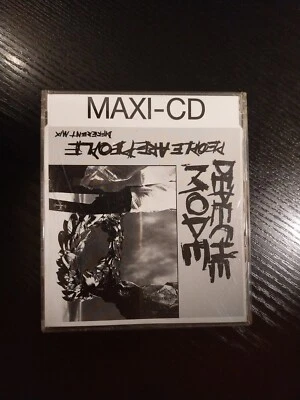 MAXI-CD
PEOPLE ARE PEOPLE
DIFFERENT MIX
DEPECHE
MODE